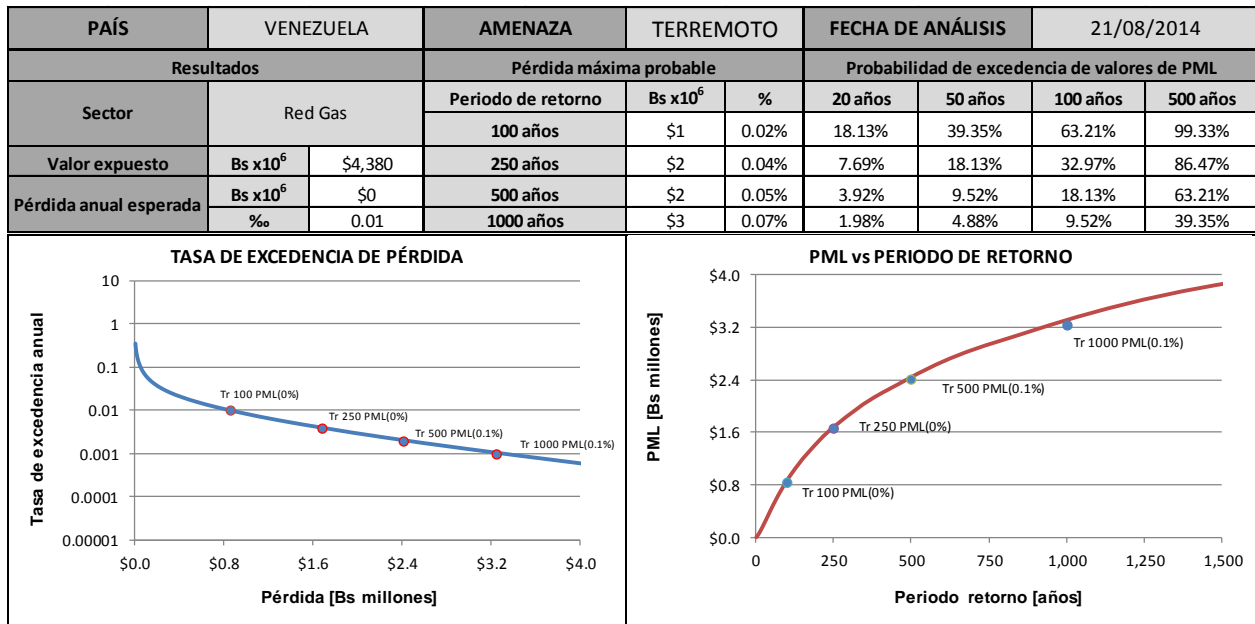 PAÍS VENEZUELA AMENAZA TERREMOTO FECHA DE ANÁLISIS 21/08/2014
Resultados Pérdida máxima probable Probabilidad de excedencia de valores de PML
Sector Red Gas Periodo de retorno Bs x10⁶ % 20 años 50 años 100 años 500 años
100 años $1 0.02% 18.13% 39.35% 63.21% 99.33%
Valor expuesto Bs x10⁶ $4,380 250 años $2 0.04% 7.69% 18.13% 32.97% 86.47%
Pérdida anual esperada Bs x10⁶ $0 500 años $2 0.05% 3.92% 9.52% 18.13% 63.21%
‰ 0.01 1000 años $3 0.07% 1.98% 4.88% 9.52% 39.35%
TASA DE EXCEDENCIA DE PÉRDIDA
Tasa de excedencia anual
10
1
0.1
0.01
0.001
0.0001
0.00001
Tr 100 PML(0%)
Tr 250 PML(0%)
Tr 500 PML(0.1%)
Tr 1000 PML(0.1%)
$0.0 $0.8 $1.6 $2.4 $3.2 $4.0
Pérdida [Bs millones]
PML vs PERIODO DE RETORNO
PML [Bs millones]
$4.0
$3.2
$2.4
$1.6
$0.8
$0.0
Tr 1000 PML(0.1%)
Tr 500 PML(0.1%)
Tr 250 PML(0%)
Tr 100 PML(0%)
0 250 500 750 1,000 1,250 1,500
Periodo retorno [años]